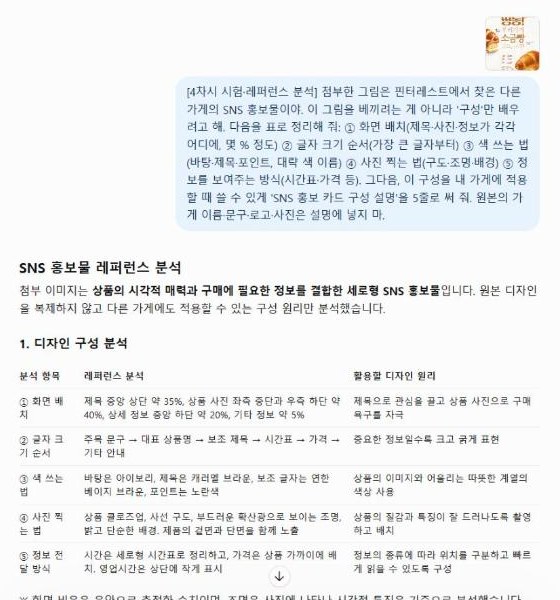 빵긋!
소금빵
[4차시 시험·레퍼런스 분석] 첨부한 그림은 핀터레스트에서 찾은 다른
가게의 SNS 홍보물이야. 이 그림을 베끼려는 게 아니라 '구성'만 배우
려고 해. 다음을 표로 정리해 줘: ① 화면 배치(제목·사진·정보가 각각
어디에, 몇 % 정도) ② 글자 크기 순서(가장 큰 글자부터) ③ 색 쓰는 법
(바탕·제목·포인트, 대략 색 이름) ④ 사진 찍는 법(구도·조명·배경) ⑤ 정
보를 보여주는 방식(시간표·가격 등). 그다음, 이 구성을 내 가게에 적용
할 때 쓸 수 있게 'SNS 홍보 카드 구성 설명'을 5줄로 써 줘. 원본의 가
게 이름·문구·로고·사진은 설명에 넣지 마.
SNS 홍보물 레퍼런스 분석
첨부 이미지는 상품의 시각적 매력과 구매에 필요한 정보를 결합한 세로형 SNS 홍보물입니다. 원본 디자인
을 복제하지 않고 다른 가게에도 적용할 수 있는 구성 원리만 분석했습니다.
1. 디자인 구성 분석
분석 항목 레퍼런스 분석 활용할 디자인 원리
① 화면 배 제목 중앙 상단 약 35%, 상품 사진 좌측 중단과 우측 하단 약 제목으로 관심을 끌고 상품 사진으로 구매
치 40%, 상세 정보 중앙 하단 약 20%, 기타 정보 약 5% 욕구를 자극
② 글자 크 주목 문구 → 대표 상품명 → 보조 제목 → 시간표 → 가격 → 중요한 정보일수록 크고 굵게 표현
기 순서 기타 안내
③ 색 쓰는 바탕은 아이보리, 제목은 캐러멜 브라운, 보조 글자는 연한 상품의 이미지와 어울리는 따뜻한 계열의
법 베이지 브라운, 포인트는 노란색 색상 사용
④ 사진 찍 상품 클로즈업, 사선 구도, 부드러운 확산광으로 보이는 조명, 상품의 질감과 특징이 잘 드러나도록 촬영
는 법 밝고 단순한 배경. 제품의 겉면과 단면을 함께 노출 하고 배치
⑤ 정보 전 시간은 세로형 시간표로 정리하고, 가격은 상품 가까이에 배 정보의 종류에 따라 위치를 구분하고 빠르
달 방식 치. 영업시간은 상단에 작게 표시 게 읽을 수 있도록 구성